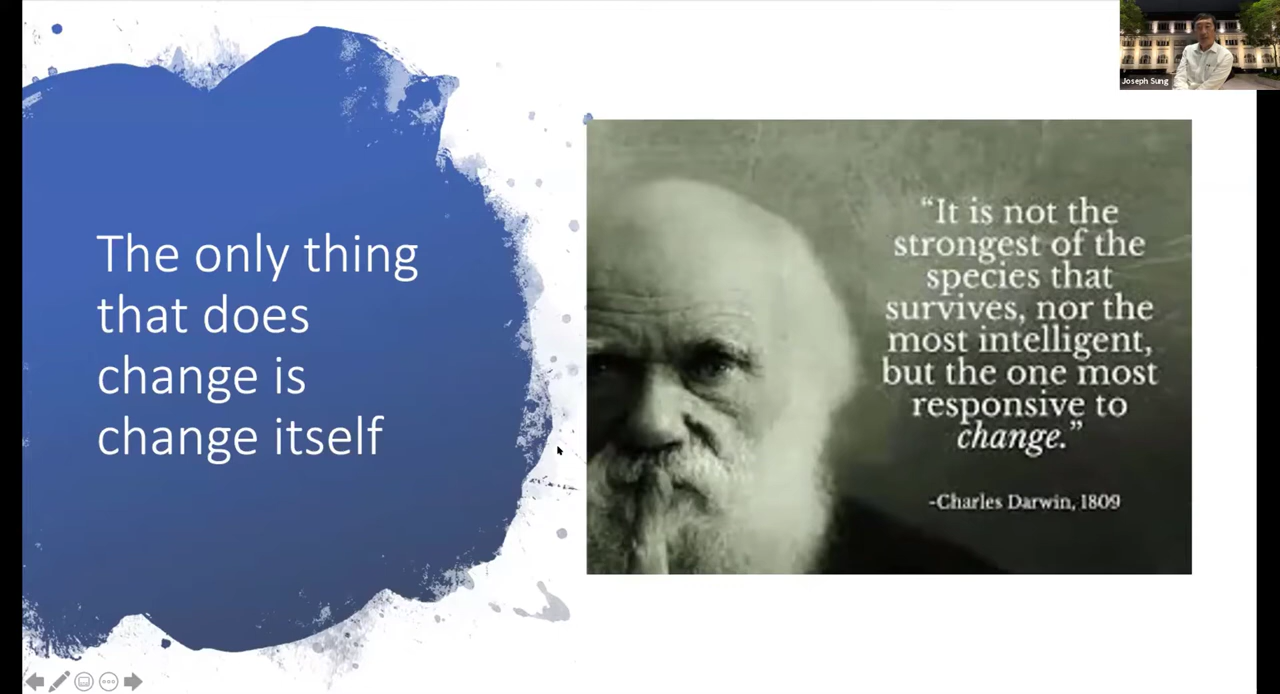 Joseph Sung
The only thing
that does
change is
change itself
“It is not the
strongest of the
species that
survives, nor the
most intelligent,
but the one most
responsive to
change.”
-Charles Darwin, 1809